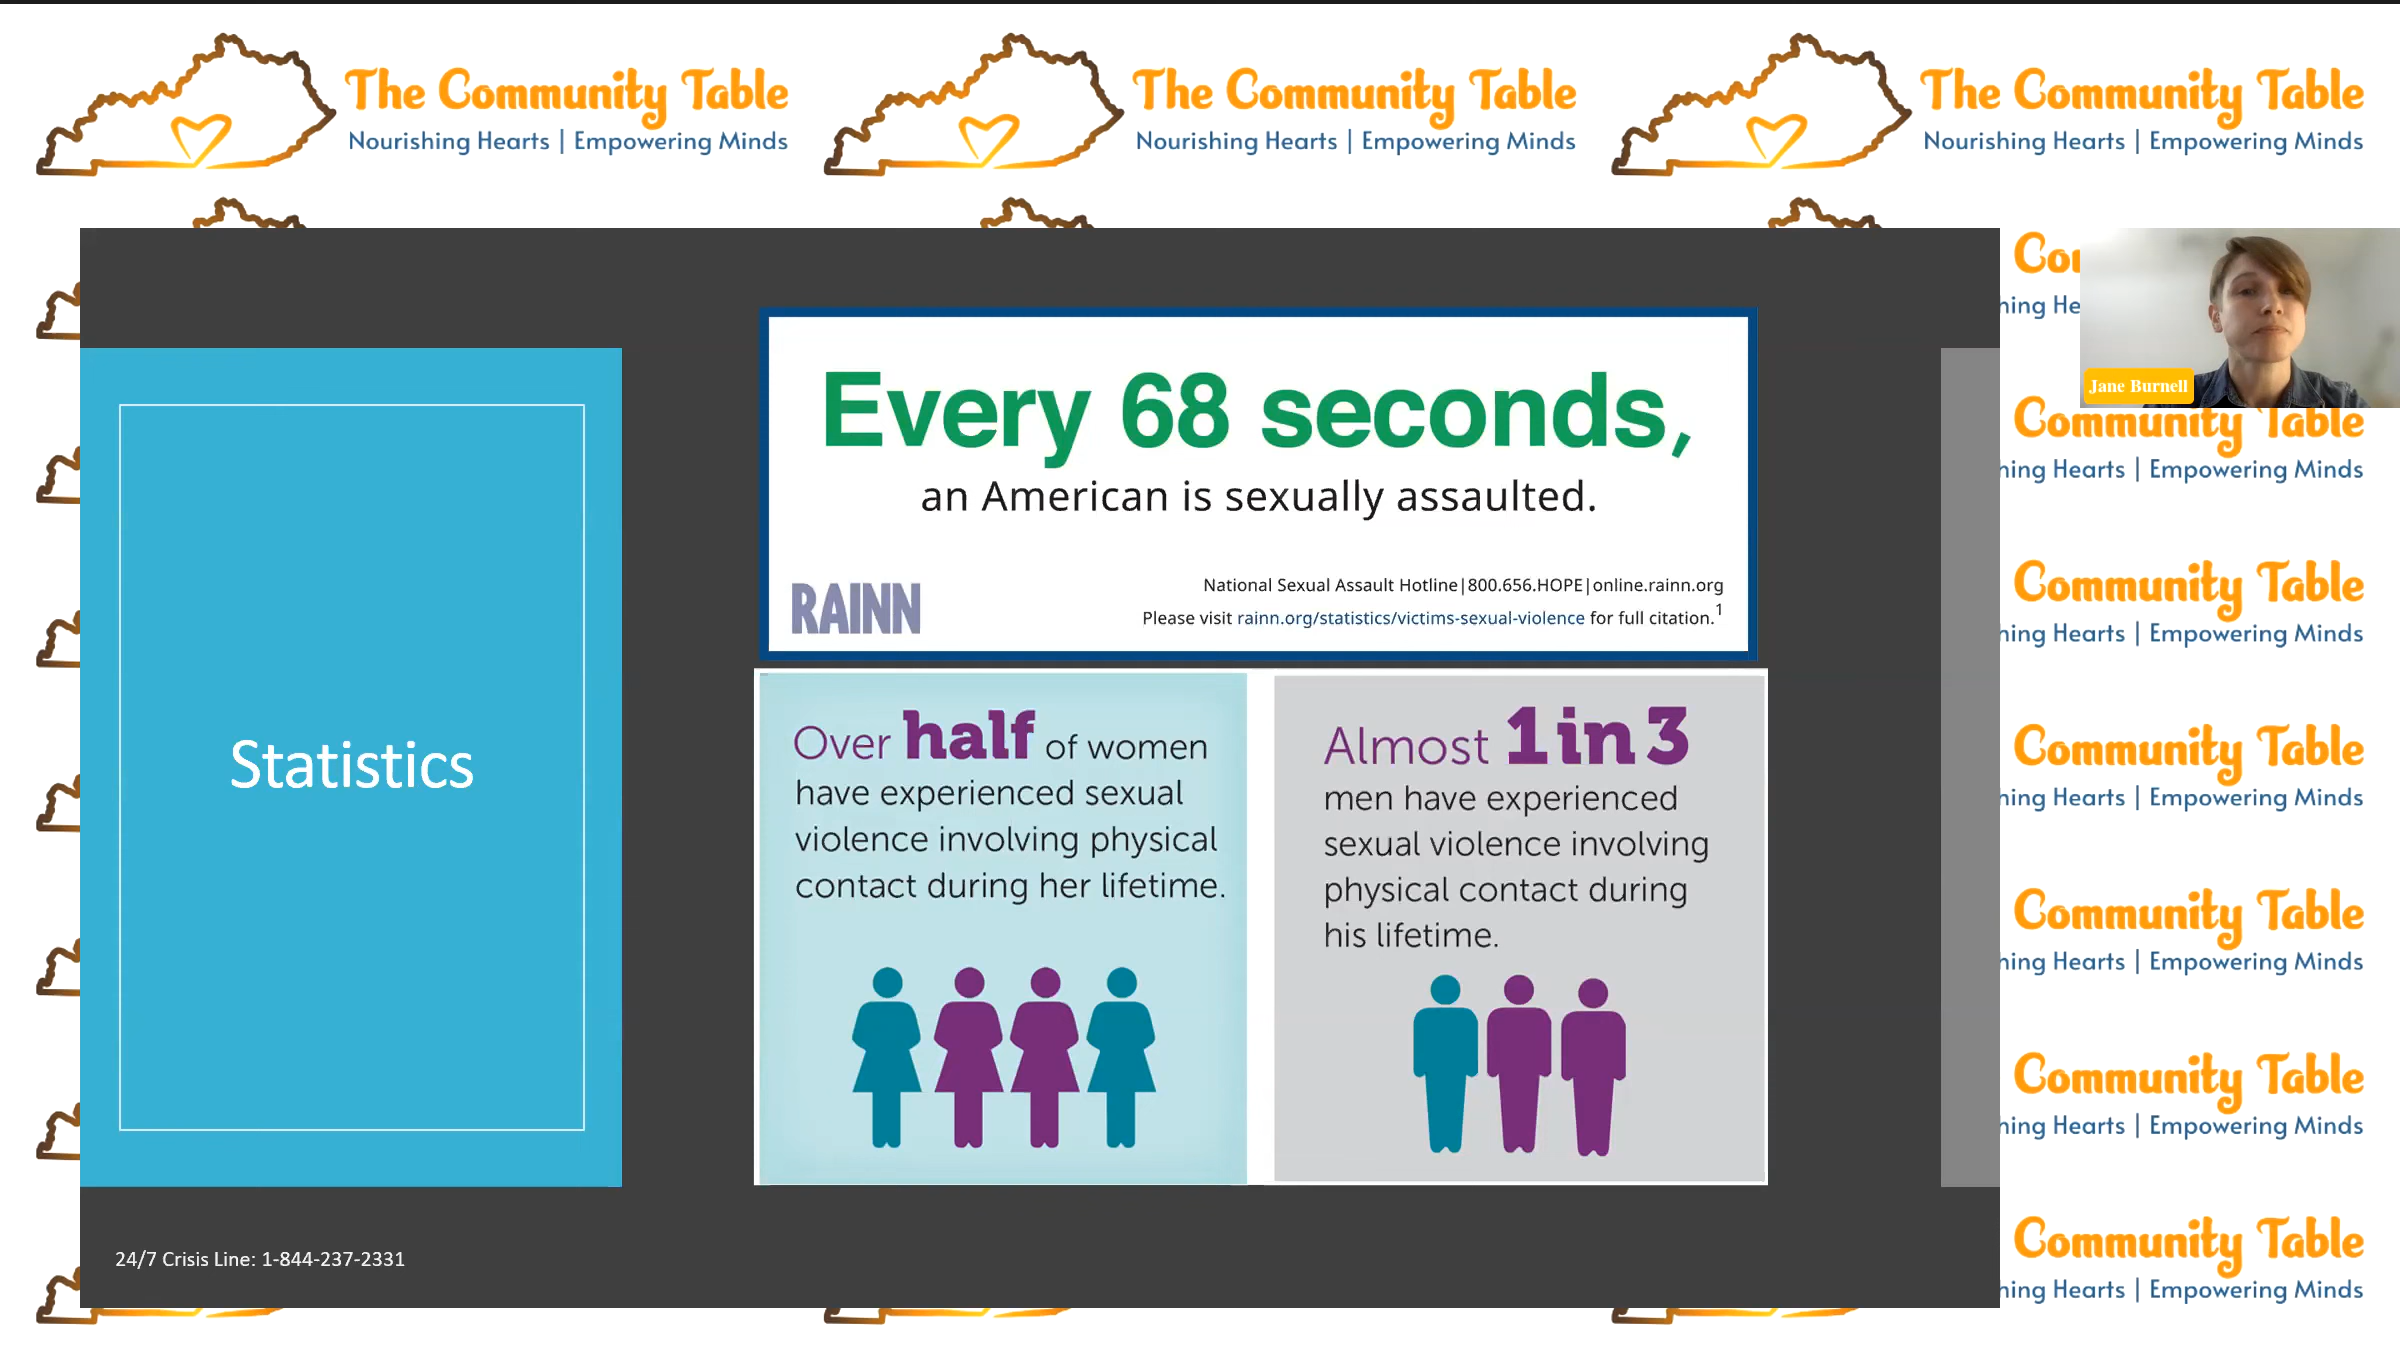 The Community Table The Community Table The Community Table
Nourishing Hearts | Empowering Minds Nourishing Hearts | Empowering Minds Nourishing Hearts | Empowering Minds
Statistics
24/7 Crisis Line: 1-844-237-2331
Every 68 seconds,
an American is sexually assaulted.
RAINN
National Sexual Assault Hotline|800.656.HOPE|online.rainn.org
Please visit rainn.org/statistics/victims-sexual-violence for full citation.1
Over half of women
have experienced sexual
violence involving physical
contact during her lifetime.
Almost 1 in 3
men have experienced
sexual violence involving
physical contact during
his lifetime.
Jane Burnell
Community Table
Hearts | Empowering Minds
Community Table
Hearts | Empowering Minds
Community Table
Hearts | Empowering Minds
Community Table
Hearts | Empowering Minds
Community Table
Hearts | Empowering Minds
Community Table
Hearts | Empowering Minds